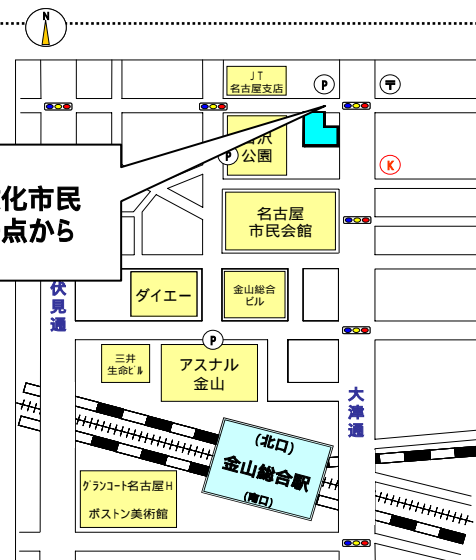 N
JT
名古屋支店
P
〒
公園
P
K
化市民
点から
名古屋
市民会館
伏見通
ダイエー
金山総合
ビル
P
三井
生命ビル
アスナル
金山
大津通
(北口)
金山総合駅
(南口)
グランコート名古屋H
ボストン美術館